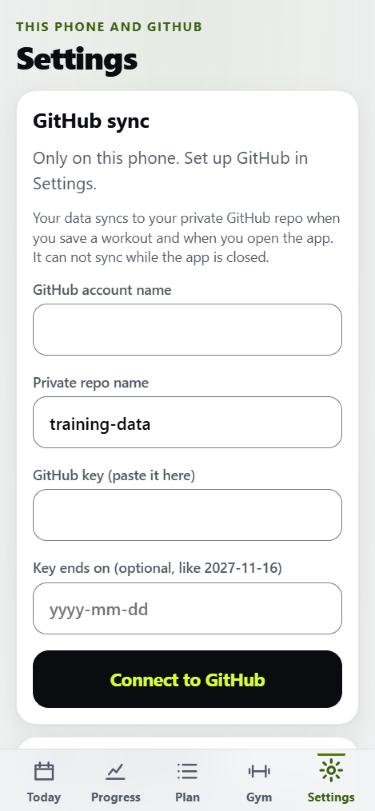 THIS PHONE AND GITHUB
Settings
GitHub sync
Only on this phone. Set up GitHub in
Settings.
Your data syncs to your private GitHub repo when
you save a workout and when you open the app.
It can not sync while the app is closed.
GitHub account name
Private repo name
training-data
GitHub key (paste it here)
Key ends on (optional, like 2027-11-16)
yyyy-mm-dd
Connect to GitHub
Today
Progress
Plan
Gym
Settings